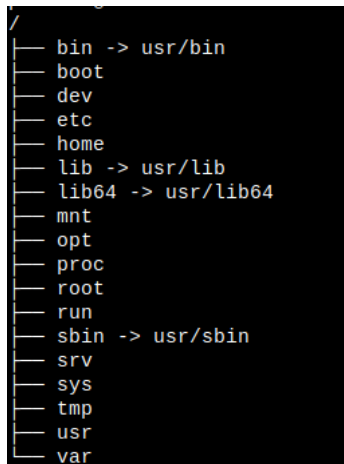 /
├── bin -> usr/bin
├── boot
├── dev
├── etc
├── home
├── lib -> usr/lib
├── lib64 -> usr/lib64
├── mnt
├── opt
├── proc
├── root
├── run
├── sbin -> usr/sbin
├── srv
├── sys
├── tmp
├── usr
└── var